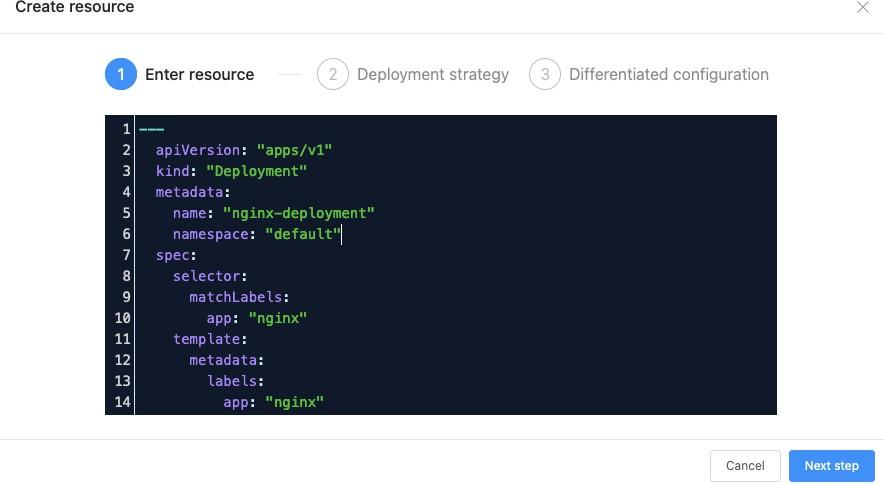 Create resource
1 Enter resource
2 Deployment strategy
3 Differentiated configuration
1 ---
2   apiVersion: "apps/v1"
3   kind: "Deployment"
4   metadata:
5     name: "nginx-deployment"
6     namespace: "default"
7   spec:
8     selector:
9       matchLabels:
10         app: "nginx"
11     template:
12       metadata:
13         labels:
14           app: "nginx"
Cancel
Next step